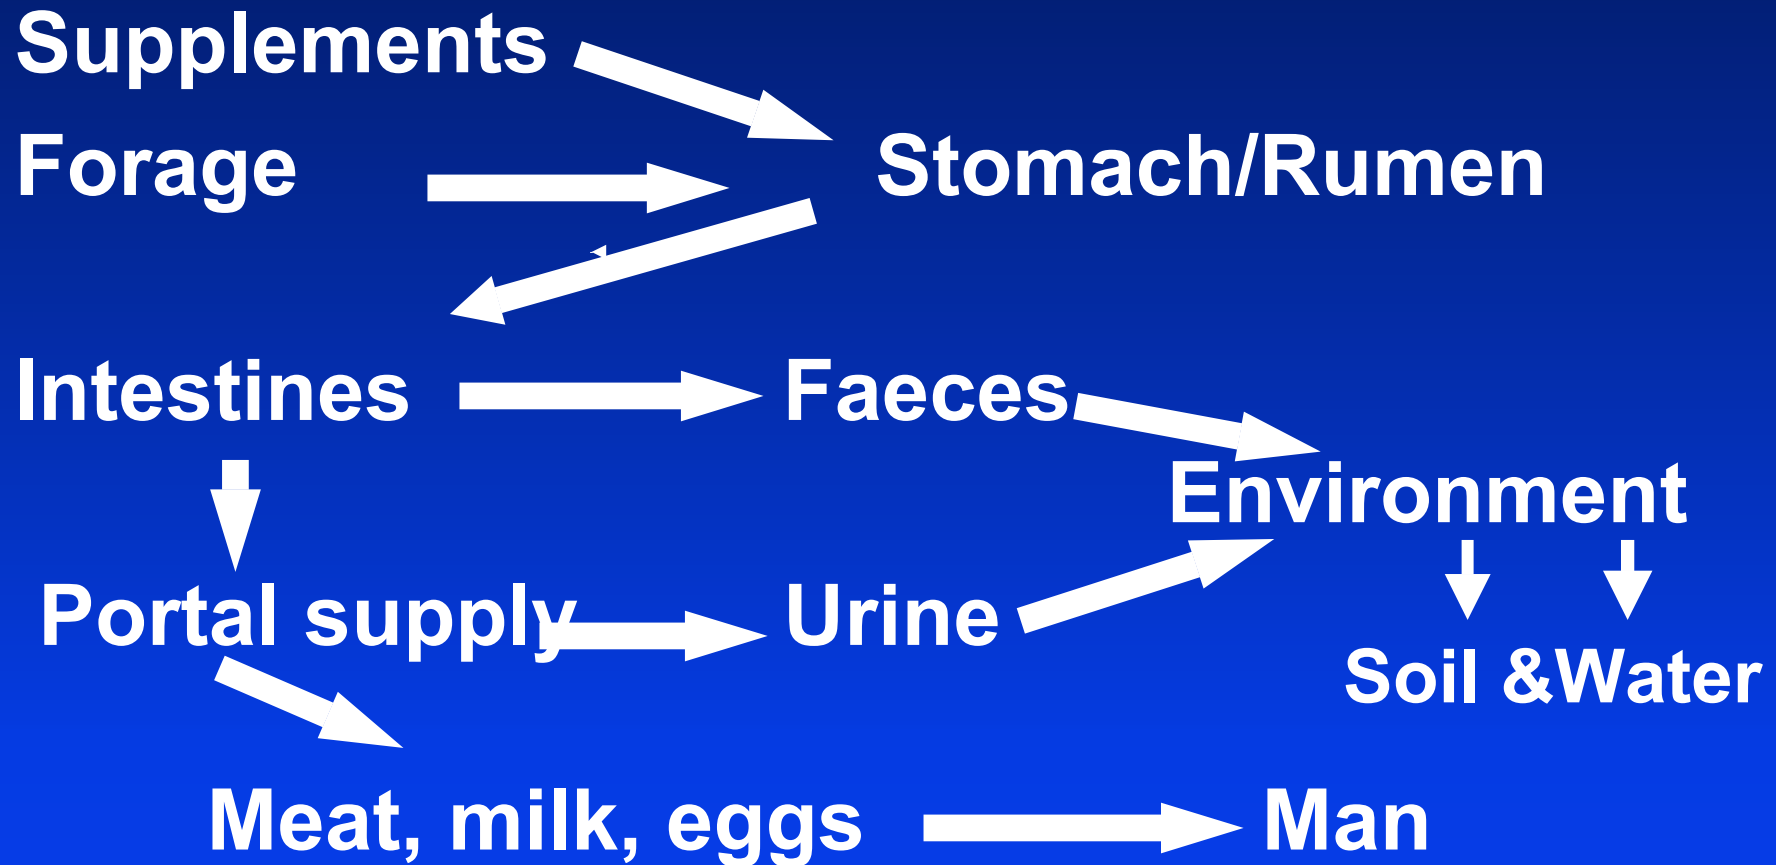 Supplements
Forage Stomach/Rumen
Intestines Faeces
Environment
Portal supply Urine
Soil &Water
Meat, milk, eggs Man